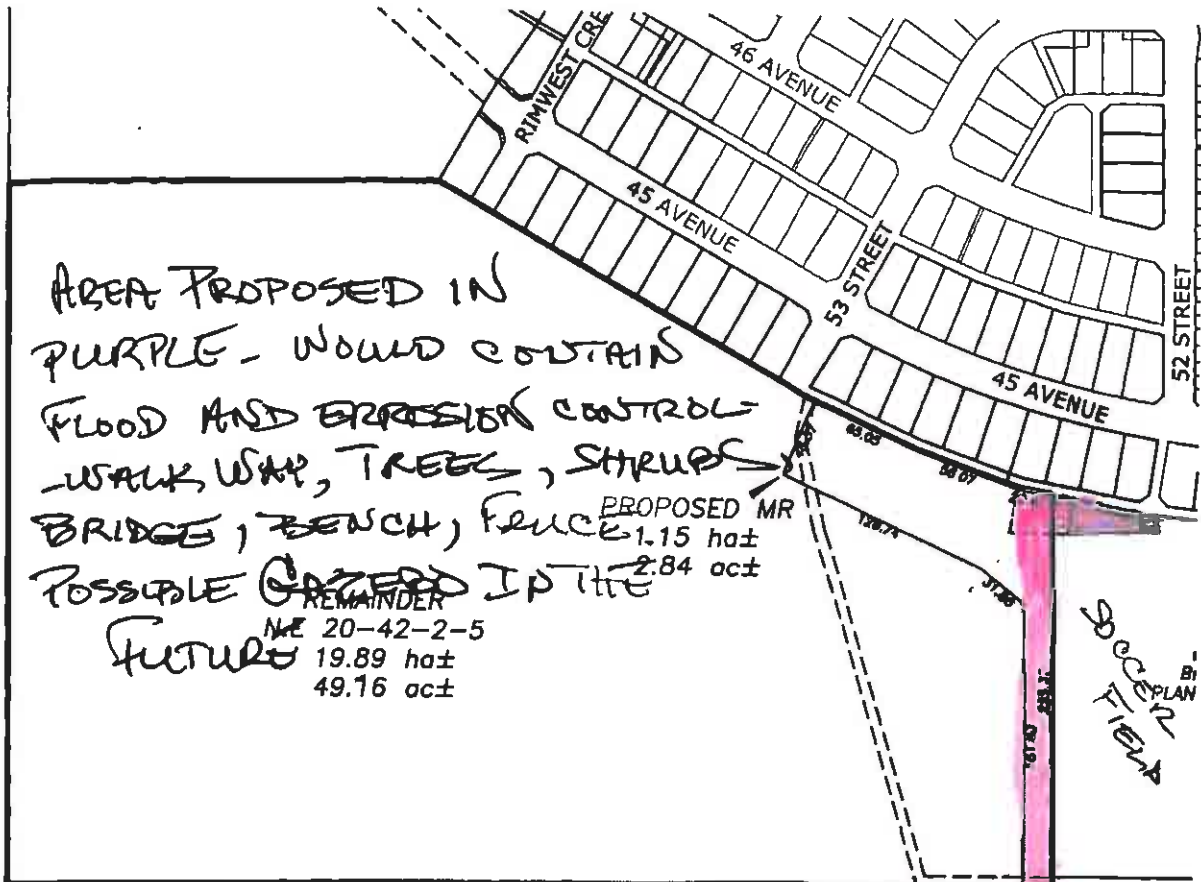 RIMWEST CRE
46 AVENUE
45 AVENUE
53 STREET
45 AVENUE
52 STREET
AREA PROPOSED IN
PURPLE - WOULD CONTAIN
FLOOD AND ERROSION CONTROL -
-WALK WAY, TREES, SHRUBS
BRIDGE, BENCH, FENCE
POSSIBLE GAZEBO IN THE
FUTURE
PROPOSED MR
1.15 ha±
2.84 ac±
REMAINDER
NE 20-42-2-5
19.89 ha±
49.16 ac±
SOCCER
FIELD
PLAN